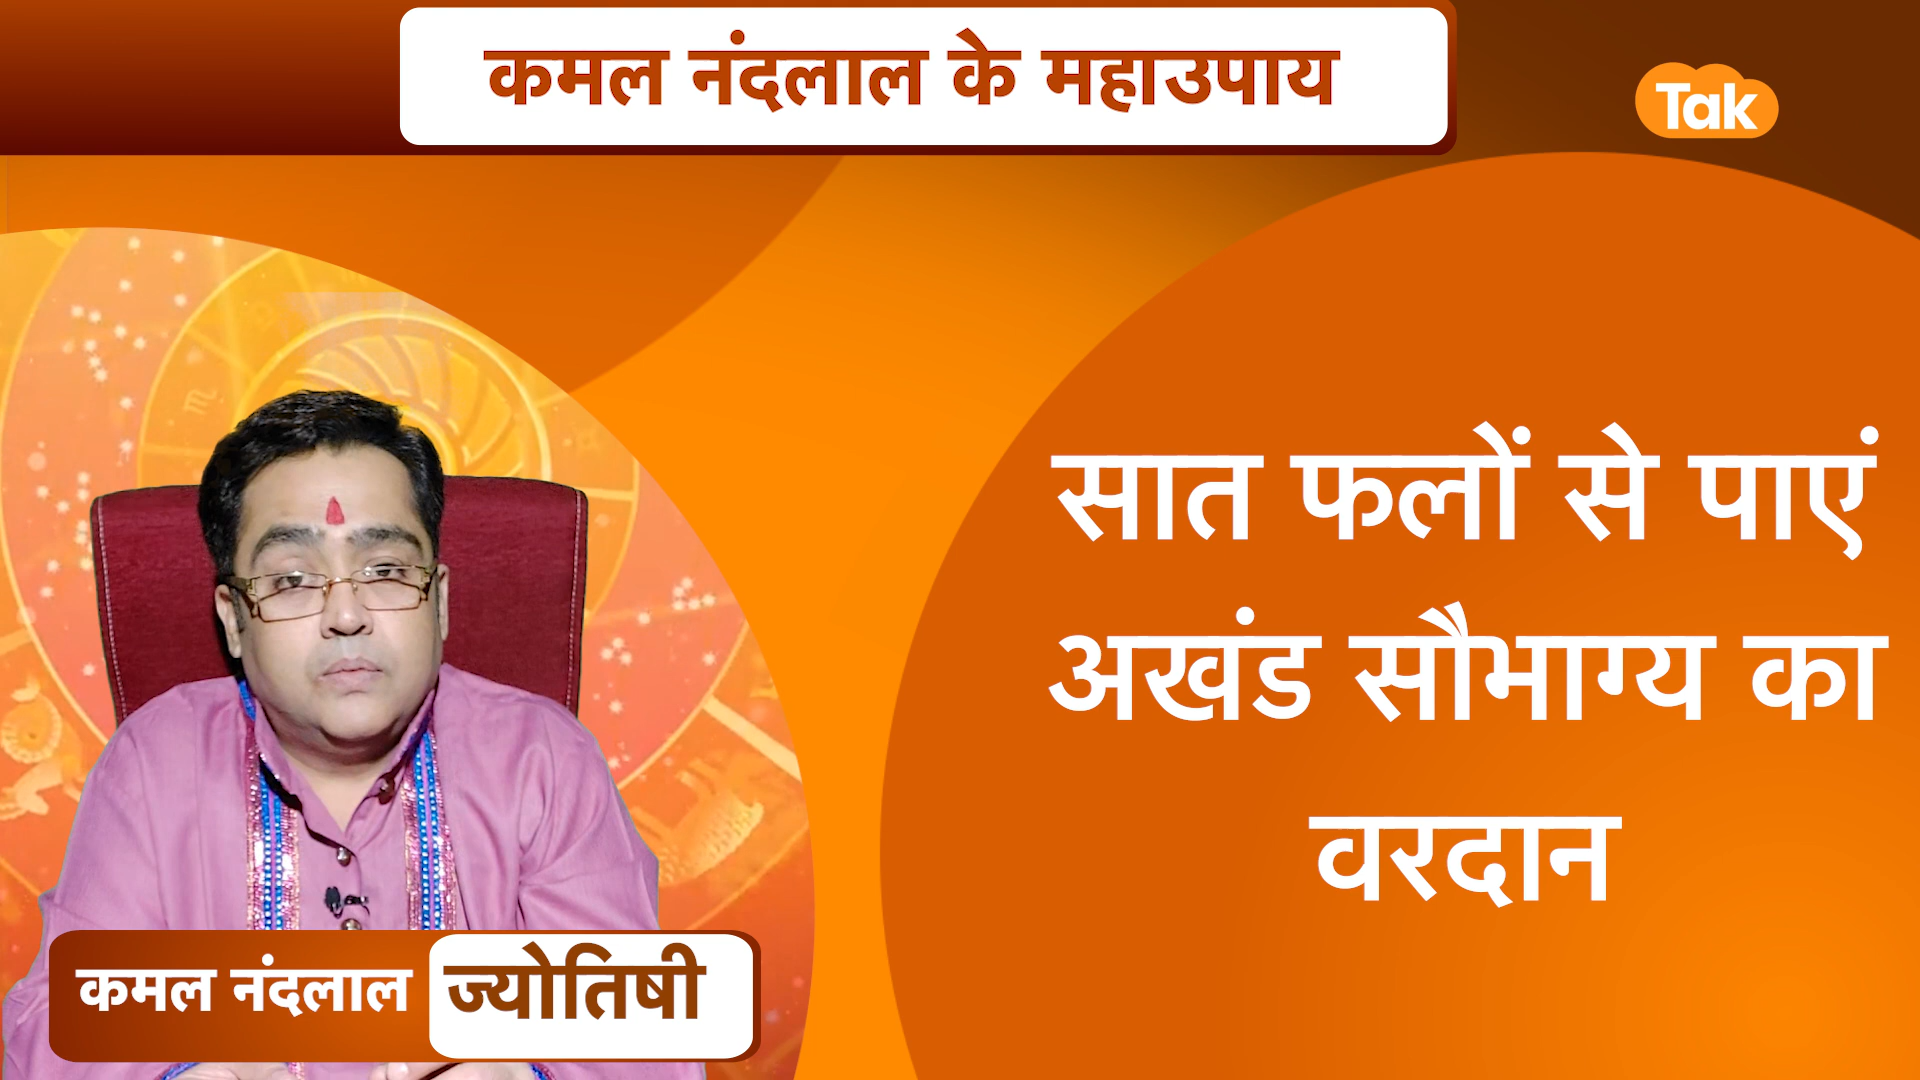 कमल नंदलाल के महाउपाय
Tak
सात फलों से पाएं
अखंड सौभाग्य का
वरदान
कमल नंदलाल ज्योतिषी